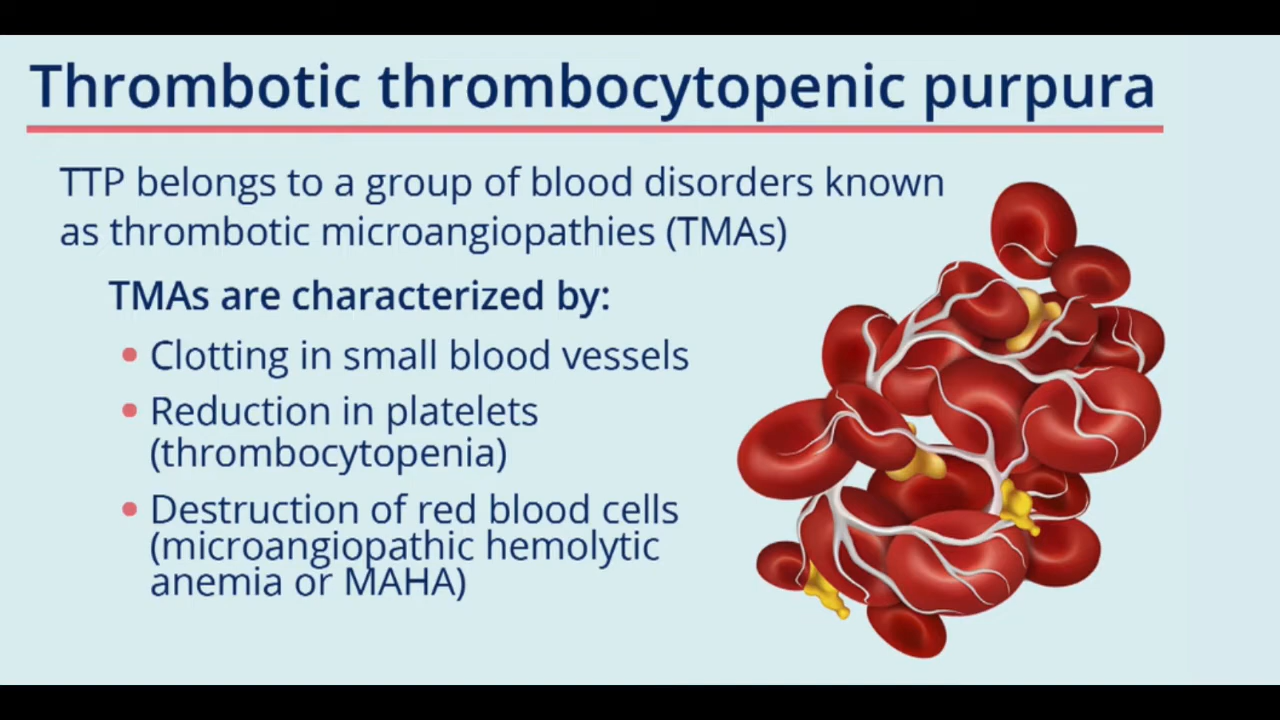 Thrombotic thrombocytopenic purpura
TTP belongs to a group of blood disorders known
as thrombotic microangiopathies (TMAs)
TMAs are characterized by:
• Clotting in small blood vessels
• Reduction in platelets
(thrombocytopenia)
• Destruction of red blood cells
(microangiopathic hemolytic
anemia or MAHA)